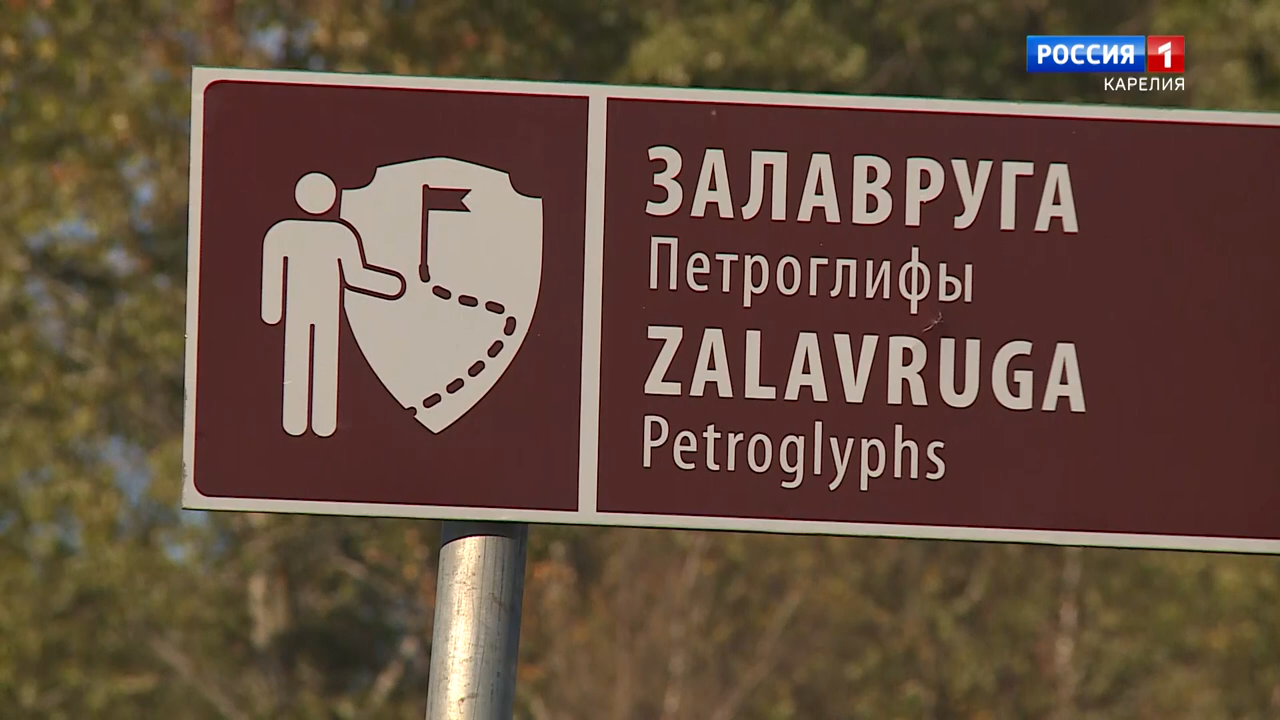 РОССИЯ 1
КАРЕЛИЯ
ЗАЛАВРУГА
Петроглифы
ZALAVRUGA
Petroglyphs